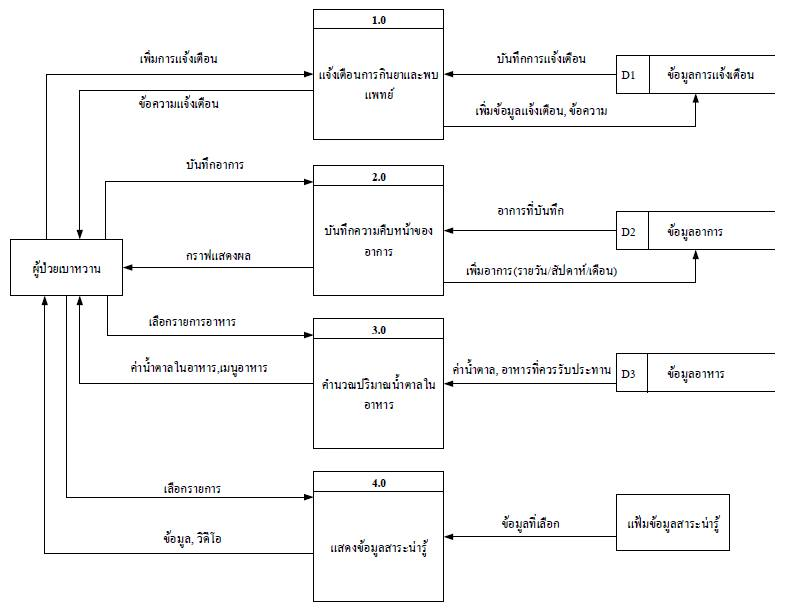 1.0
เพิ่มการแจ้งเตือน
บันทึกการแจ้งเตือน
แจ้งเตือนการกินยาและพบ
แพทย์
D1
ข้อมูลการแจ้งเตือน
ข้อความแจ้งเตือน
เพิ่มข้อมูลแจ้งเตือน, ข้อความ
บันทึกอาการ
2.0
อาการที่บันทึก
บันทึกความคืบหน้าของ
อาการ
D2
ข้อมูลอาการ
กราฟแสดงผล
ผู้ป่วยเบาหวาน
เพิ่มอาการ(รายวัน/สัปดาห์/เดือน)
เลือกรายการอาหาร
3.0
ค่าน้ำตาลในอาหาร,เมนูอาหาร
ค่าน้ำตาล, อาหารที่ควรรับประทาน
D3
ข้อมูลอาหาร
คำนวณปริมาณน้ำตาลใน
อาหาร
4.0
เลือกรายการ
ข้อมูลที่เลือก
แฟ้มข้อมูลสาระน่ารู้
ข้อมูล, วิดีโอ
แสดงข้อมูลสาระน่ารู้